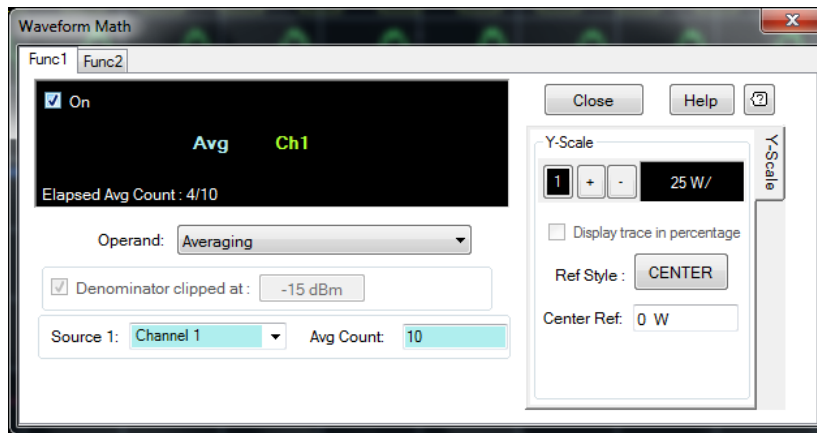 Waveform Math
X
Func1 Func2
On
Avg Ch1
Elapsed Avg Count : 4/10
Operand: Averaging
Denominator clipped at : -15 dBm
Source 1: Channel 1 Avg Count: 10
Close Help ?
Y-Scale
Y-Scale
1 + - 25 W/
Display trace in percentage
Ref Style : CENTER
Center Ref: 0 W